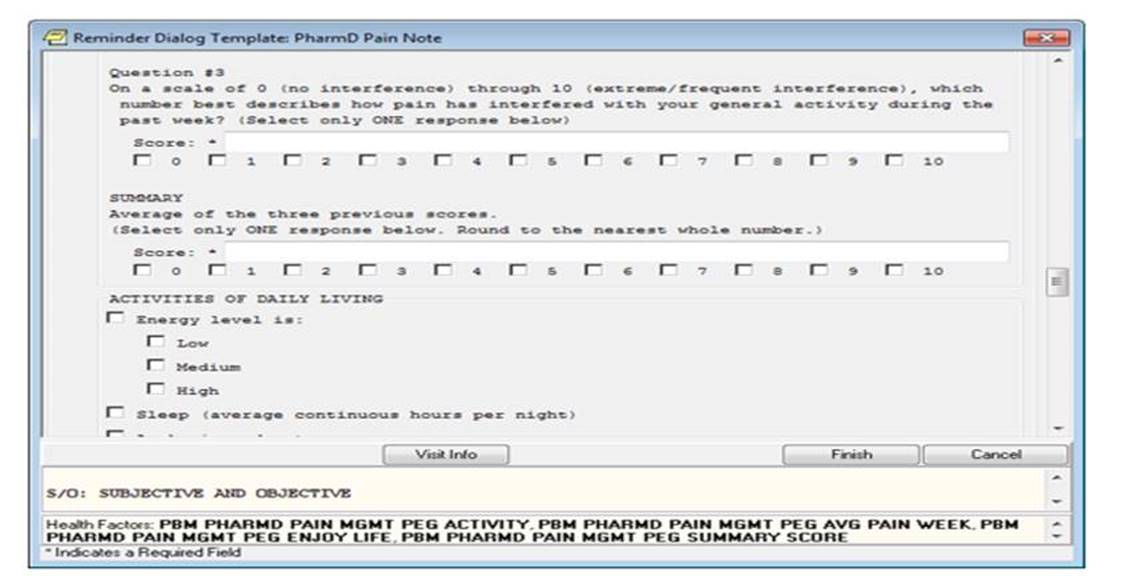 Reminder Dialog Template: PharmD Pain Note
Question #3
On a scale of 0 (no interference) through 10 (extreme/frequent interference), which
number best describes how pain has interfered with your general activity during the
past week? (Select only ONE response below)
Score: *
0 1 2 3 4 5 6 7 8 9 10
SUMMARY
Average of the three previous scores.
(Select only ONE response below. Round to the nearest whole number.)
Score: *
0 1 2 3 4 5 6 7 8 9 10
ACTIVITIES OF DAILY LIVING
Energy level is:
Low
Medium
High
Sleep (average continuous hours per night)
Visit Info Finish Cancel
S/O: SUBJECTIVE AND OBJECTIVE
Health Factors: PBM PHARMD PAIN MGMT PEG ACTIVITY, PBM PHARMD PAIN MGMT PEG AVG PAIN WEEK, PBM
PHARMD PAIN MGMT PEG ENJOY LIFE, PBM PHARMD PAIN MGMT PEG SUMMARY SCORE
* Indicates a Required Field